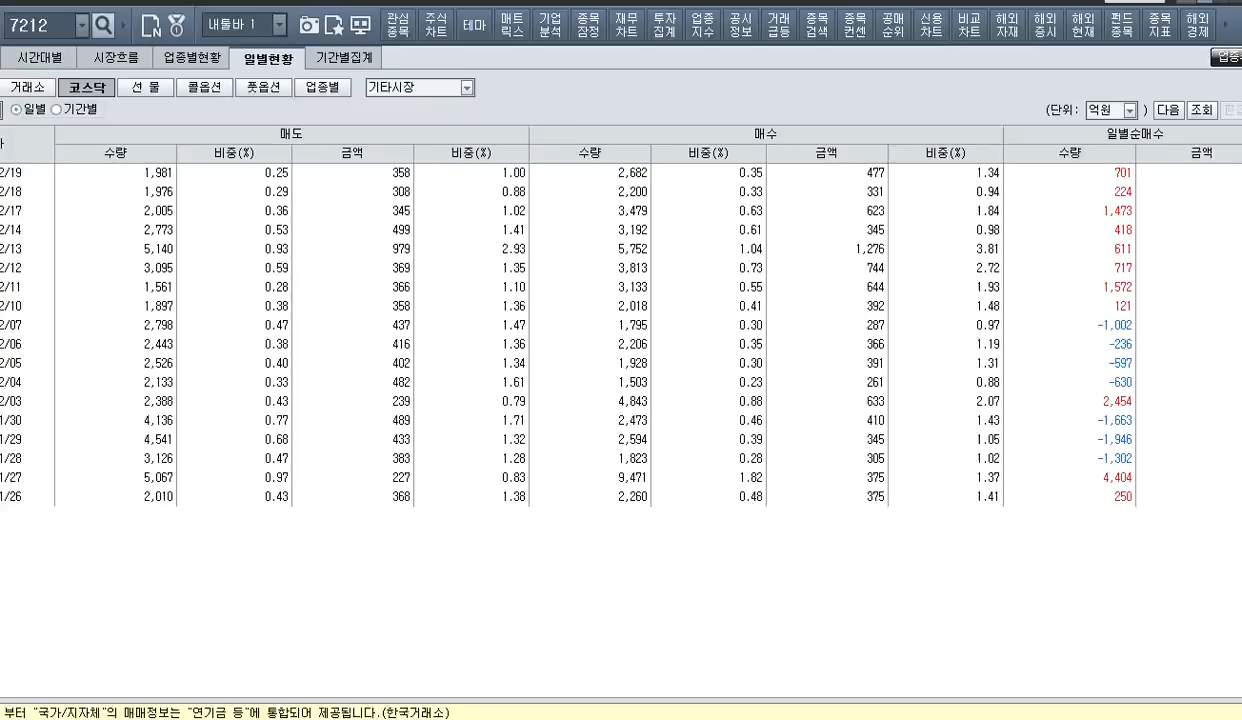 7212 내툴바 1 관심종목 주식차트 테마 매트릭스 기업분석 종목잠정 재무차트 투자집계 업종지수 공시정보 거래급등 종목검색 종목컨센 공매순위 신용차트 비교차트 해외자재 해외증시 해외현재 펀드종목 종목지표 해외경제
시간대별 시장흐름 업종별현황 일별현황 기간별집계 업종
거래소 코스닥 선 물 콜옵션 풋옵션 업종별 기타시장
일별 기간별 (단위: 억원 ) 다음 조회
매도 매수 일별순매수
수량 비중(%) 금액 비중(%) 수량 비중(%) 금액 비중(%) 수량 금액
2/19 1,981 0.25 358 1.00 2,682 0.35 477 1.34 701
2/18 1,976 0.29 308 0.88 2,200 0.33 331 0.94 224
2/17 2,005 0.36 345 1.02 3,479 0.63 623 1.84 1,473
2/14 2,773 0.53 499 1.41 3,192 0.61 345 0.98 418
2/13 5,140 0.93 979 2.93 5,752 1.04 1,276 3.81 611
2/12 3,095 0.59 369 1.35 3,813 0.73 744 2.72 717
2/11 1,561 0.28 366 1.10 3,133 0.55 644 1.93 1,572
2/10 1,897 0.38 358 1.36 2,018 0.41 392 1.48 121
2/07 2,798 0.47 437 1.47 1,795 0.30 287 0.97 -1,002
2/06 2,443 0.38 416 1.36 2,206 0.35 366 1.19 -236
2/05 2,526 0.40 402 1.34 1,928 0.30 391 1.31 -597
2/04 2,133 0.33 482 1.61 1,503 0.23 261 0.88 -630
2/03 2,388 0.43 239 0.79 4,843 0.88 633 2.07 2,454
1/30 4,136 0.77 489 1.71 2,473 0.46 410 1.43 -1,663
1/29 4,541 0.68 433 1.32 2,594 0.39 345 1.05 -1,946
1/28 3,126 0.47 383 1.28 1,823 0.28 305 1.02 -1,302
1/27 5,067 0.97 227 0.83 9,471 1.82 375 1.37 4,404
1/26 2,010 0.43 368 1.38 2,260 0.48 375 1.41 250
부터 "국가/지자체"의 매매정보는 "연기금 등"에 통합되어 제공됩니다.(한국거래소)